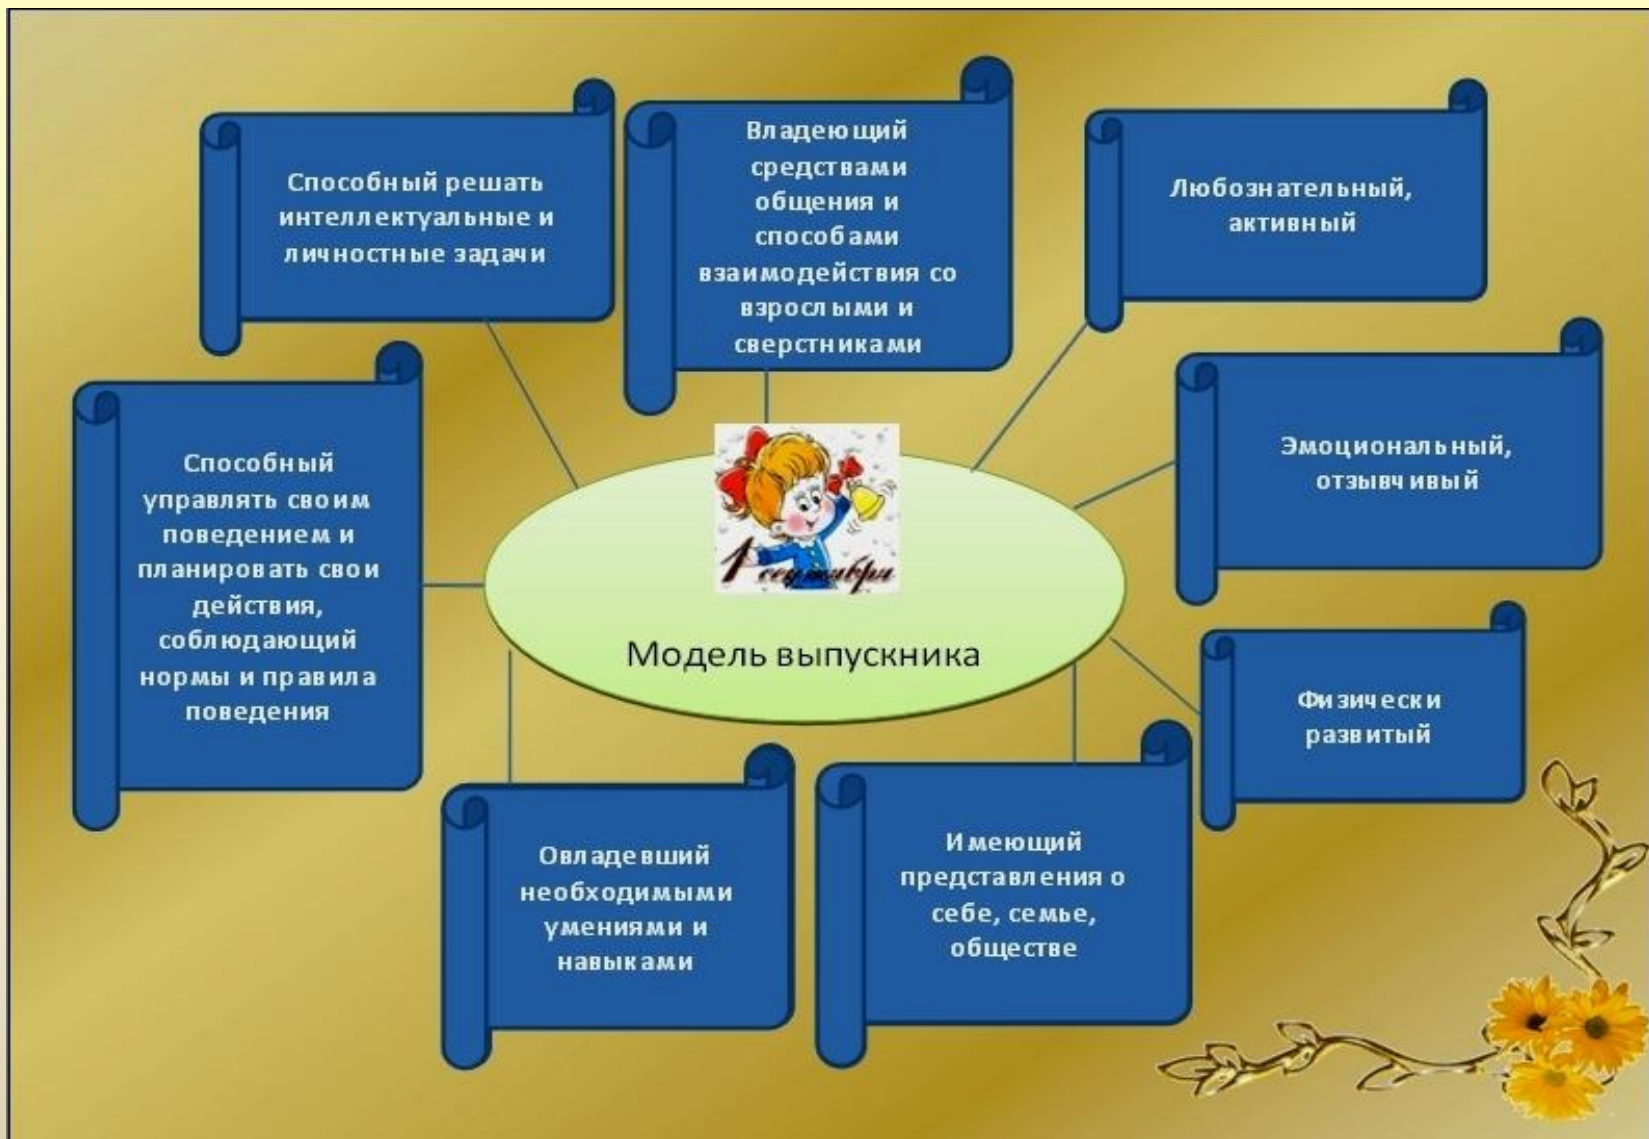 Способный решать
интеллектуальные и
личностные задачи
Владеющий
средствами
общения и
способами
взаимодействия со
взрослыми и
сверстниками
Любознательный,
активный
Способный
управлять своим
поведением и
планировать свои
действия,
соблюдающий
нормы и правила
поведения
Эмоциональный,
отзывчивый
1 сентября
Модель выпускника
Физически
развитый
Овладевший
необходимыми
умениями и
навыками
Имеющий
представления о
себе, семье,
обществе